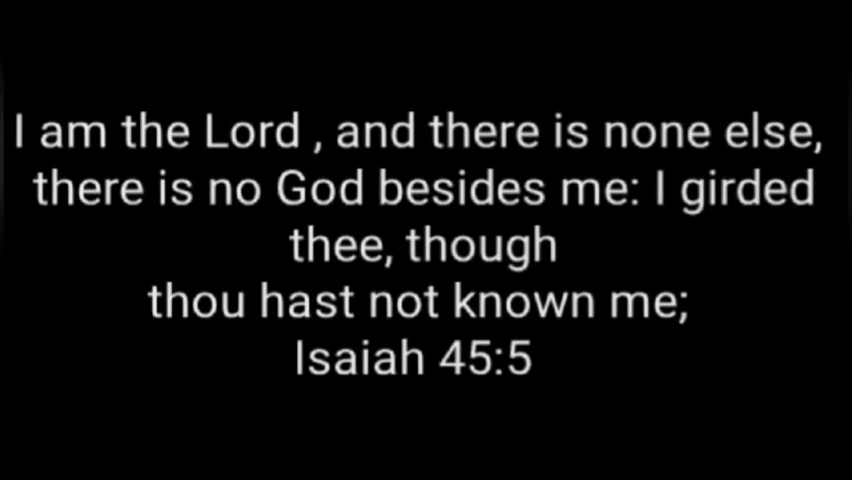 I am the Lord , and there is none else,
there is no God besides me: I girded
thee, though
thou hast not known me;
Isaiah 45:5